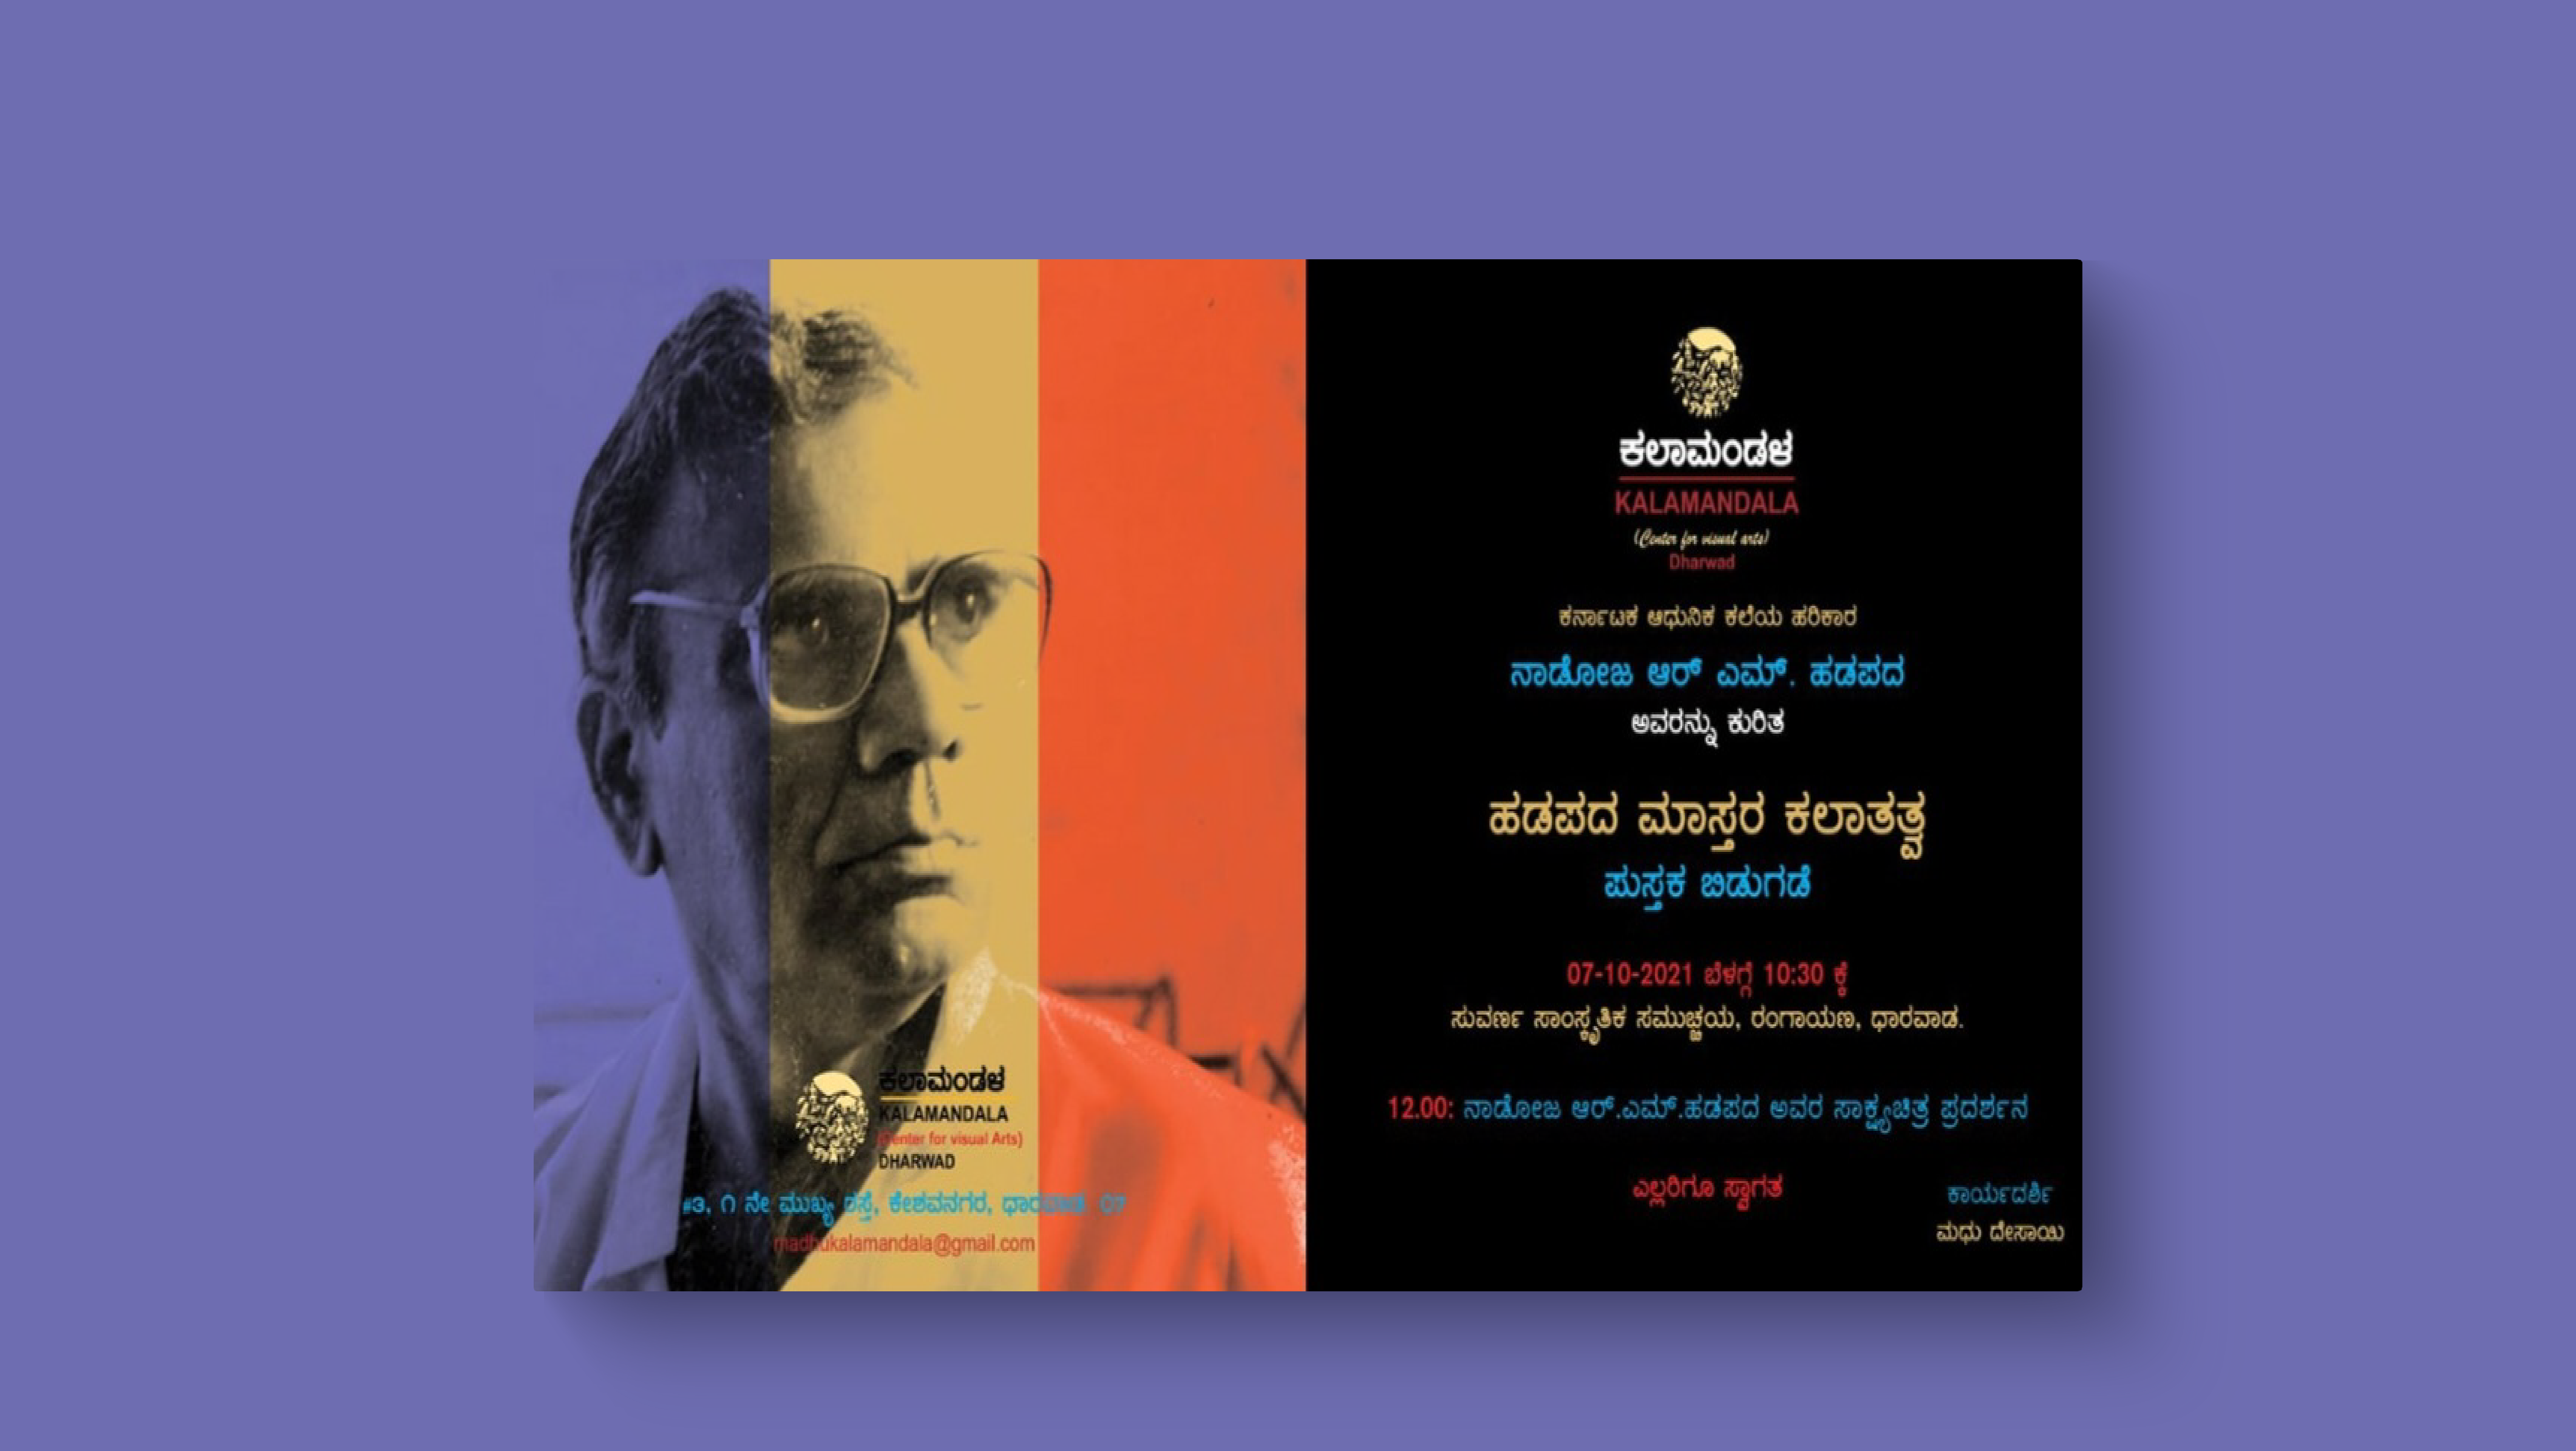 ಕಲಾಮಂಡಳ
KALAMANDALA
(Center for visual Arts)
DHARWAD
#3, ೧ ನೇ ಮುಖ್ಯ ರಸ್ತೆ, ಕೇಶವನಗರ, ಧಾರವಾಡ. 07
madhukalamandala@gmail.com
ಕಲಾಮಂಡಳ
KALAMANDALA
(Center for visual arts)
Dharwad
ಕರ್ನಾಟಕ ಆಧುನಿಕ ಕಲೆಯ ಹರಿಕಾರ
ನಾಡೋಜ ಆರ್ ಎಮ್. ಹಡಪದ
ಅವರನ್ನು ಕುರಿತ
ಹಡಪದ ಮಾಸ್ತರ ಕಲಾತತ್ವ
ಪುಸ್ತಕ ಬಿಡುಗಡೆ
07-10-2021 ಬೆಳಗ್ಗೆ 10:30 ಕ್ಕೆ
ಸುವರ್ಣ ಸಾಂಸ್ಕೃತಿಕ ಸಮುಚ್ಚಯ, ರಂಗಾಯಣ, ಧಾರವಾಡ.
12.00: ನಾಡೋಜ ಆರ್.ಎಮ್.ಹಡಪದ ಅವರ ಸಾಕ್ಷ್ಯಚಿತ್ರ ಪ್ರದರ್ಶನ
ಎಲ್ಲರಿಗೂ ಸ್ವಾಗತ
ಕಾರ್ಯದರ್ಶಿ
ಮಧು ದೇಸಾಯಿ